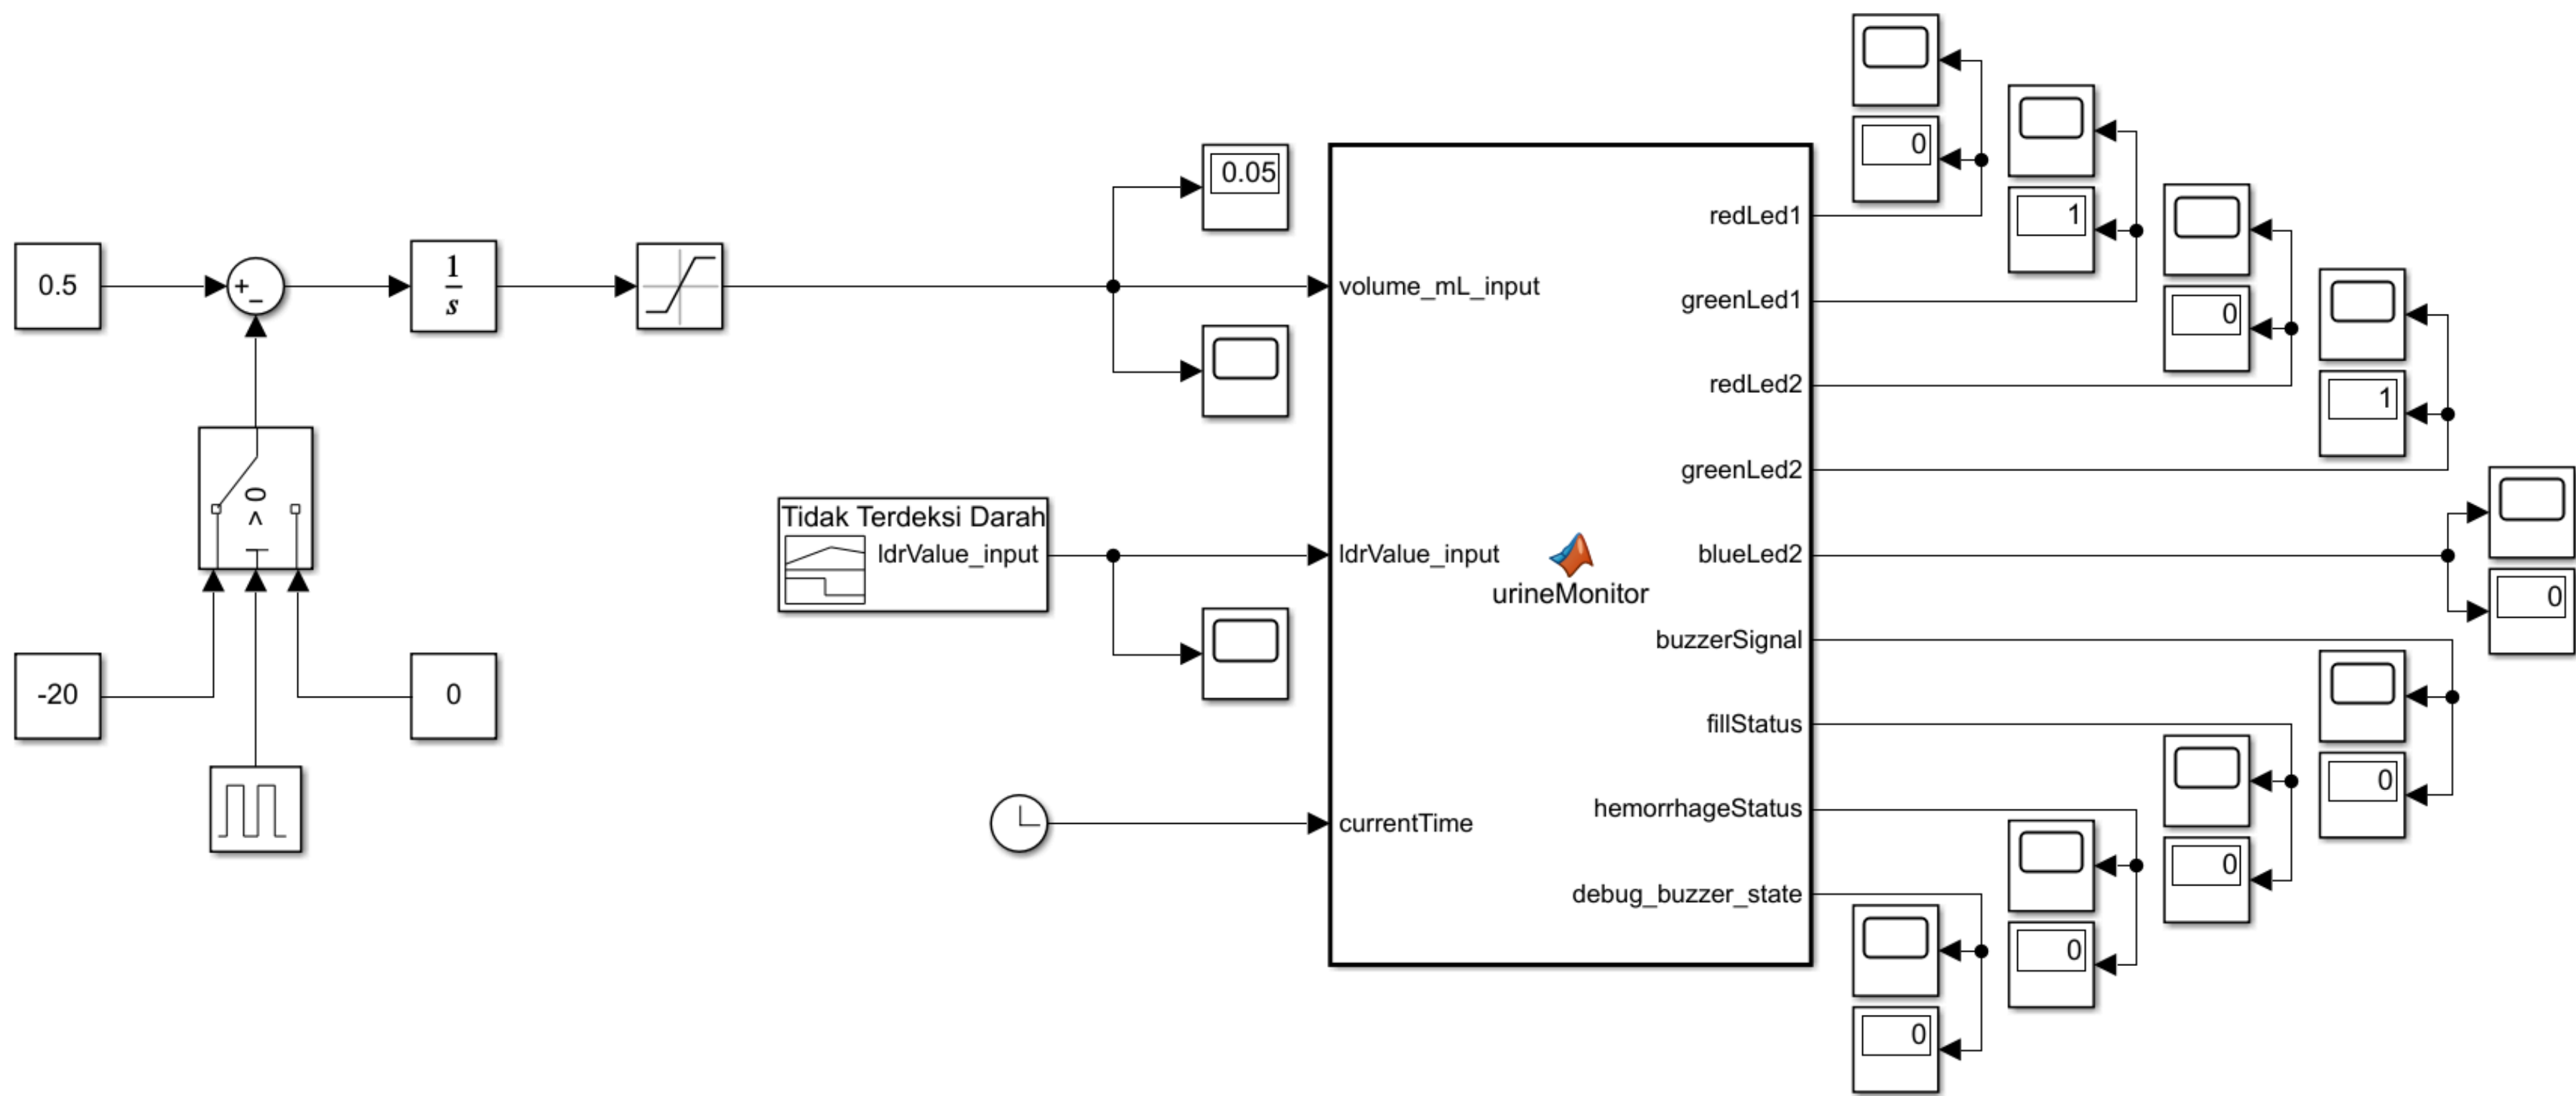 0.5
+
−
1
s
-20
> 0
0
0.05
Tidak Terdeksi Darah
ldrValue_input
volume_mL_input
ldrValue_input
currentTime
urineMonitor
redLed1
greenLed1
redLed2
greenLed2
blueLed2
buzzerSignal
fillStatus
hemorrhageStatus
debug_buzzer_state
0
1
0
1
0
0
0
0
0